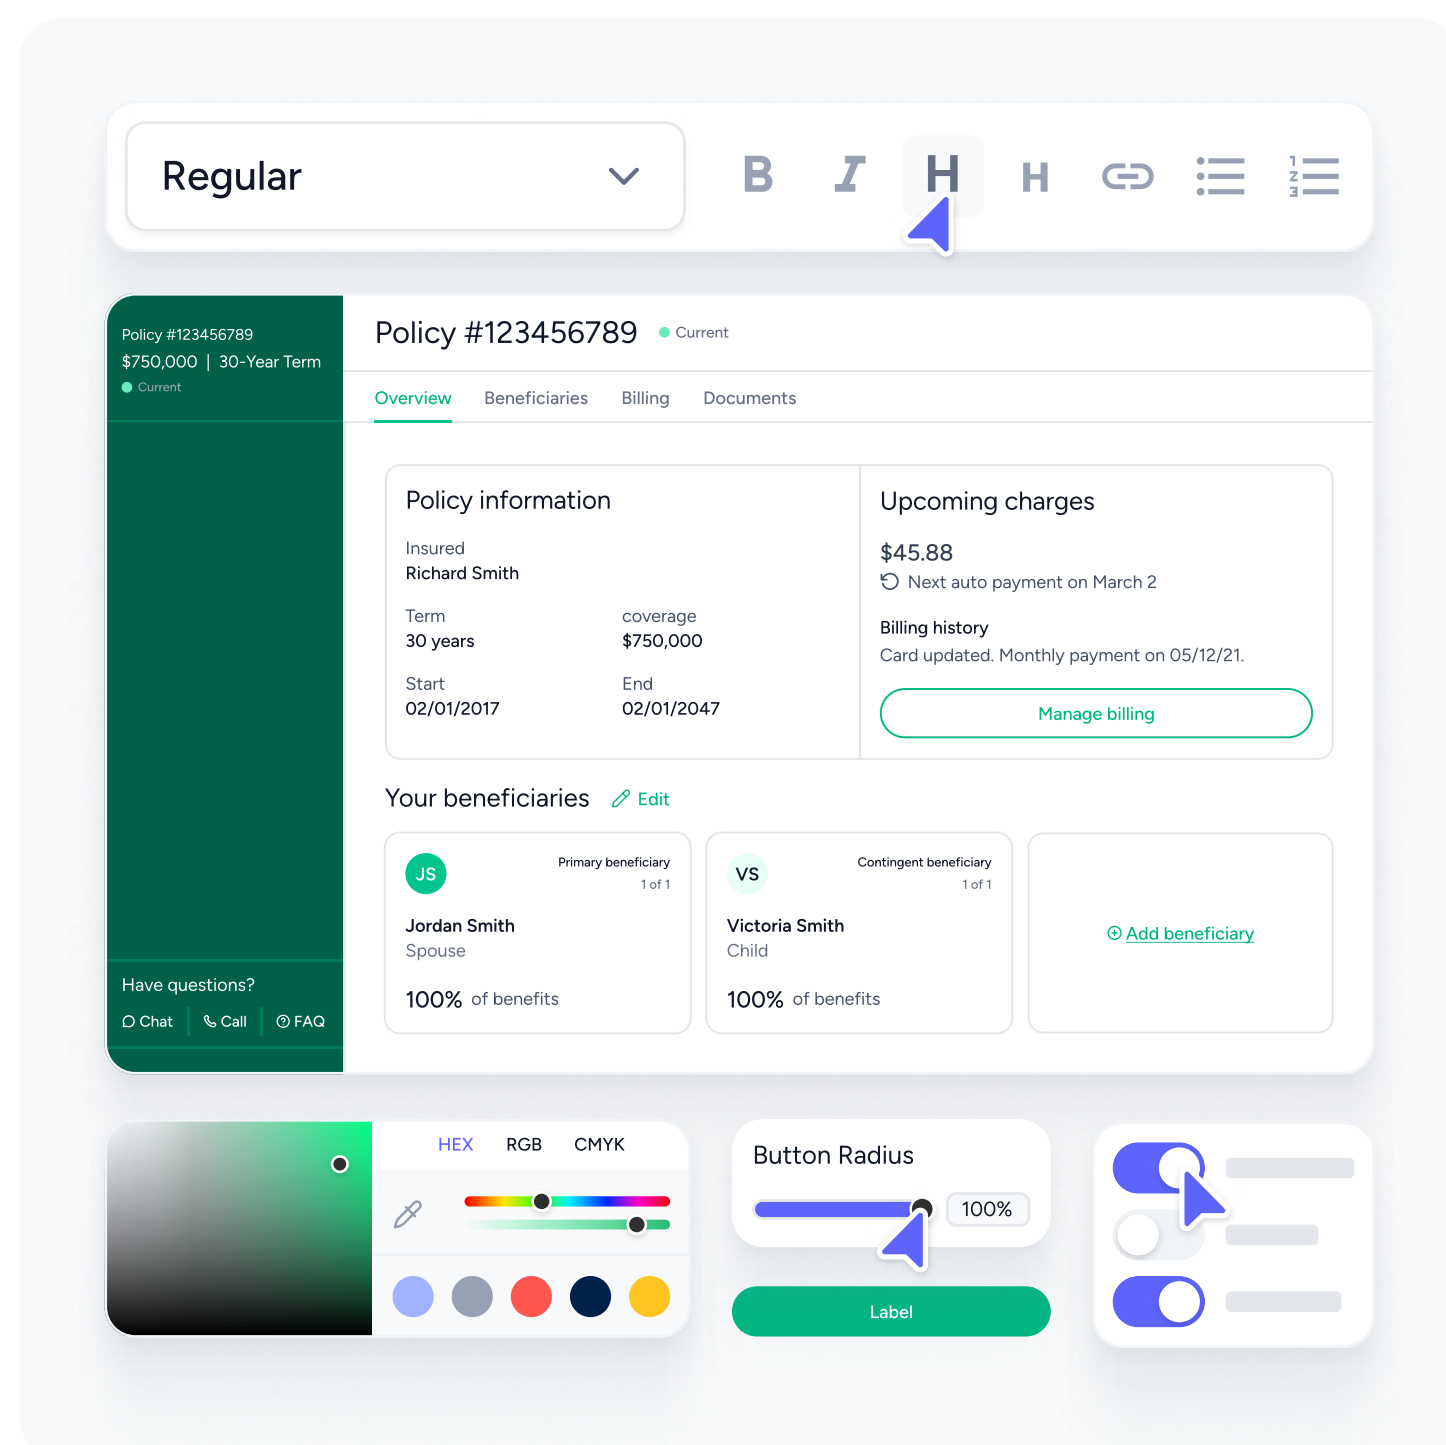 Regular B I H H
1
2
3
Policy #123456789
$750,000 | 30-Year Term
Current
Policy #123456789 Current
Overview Beneficiaries Billing Documents
Policy information
Insured
Richard Smith
Term coverage
30 years $750,000
Start End
02/01/2017 02/01/2047
Upcoming charges
$45.88
Next auto payment on March 2
Billing history
Card updated. Monthly payment on 05/12/21.
Manage billing
Your beneficiaries Edit
JS Primary beneficiary
1 of 1
Jordan Smith
Spouse
100% of benefits
VS Contingent beneficiary
1 of 1
Victoria Smith
Child
100% of benefits
Add beneficiary
Have questions?
Chat Call FAQ
HEX RGB CMYK
Button Radius
100%
Label